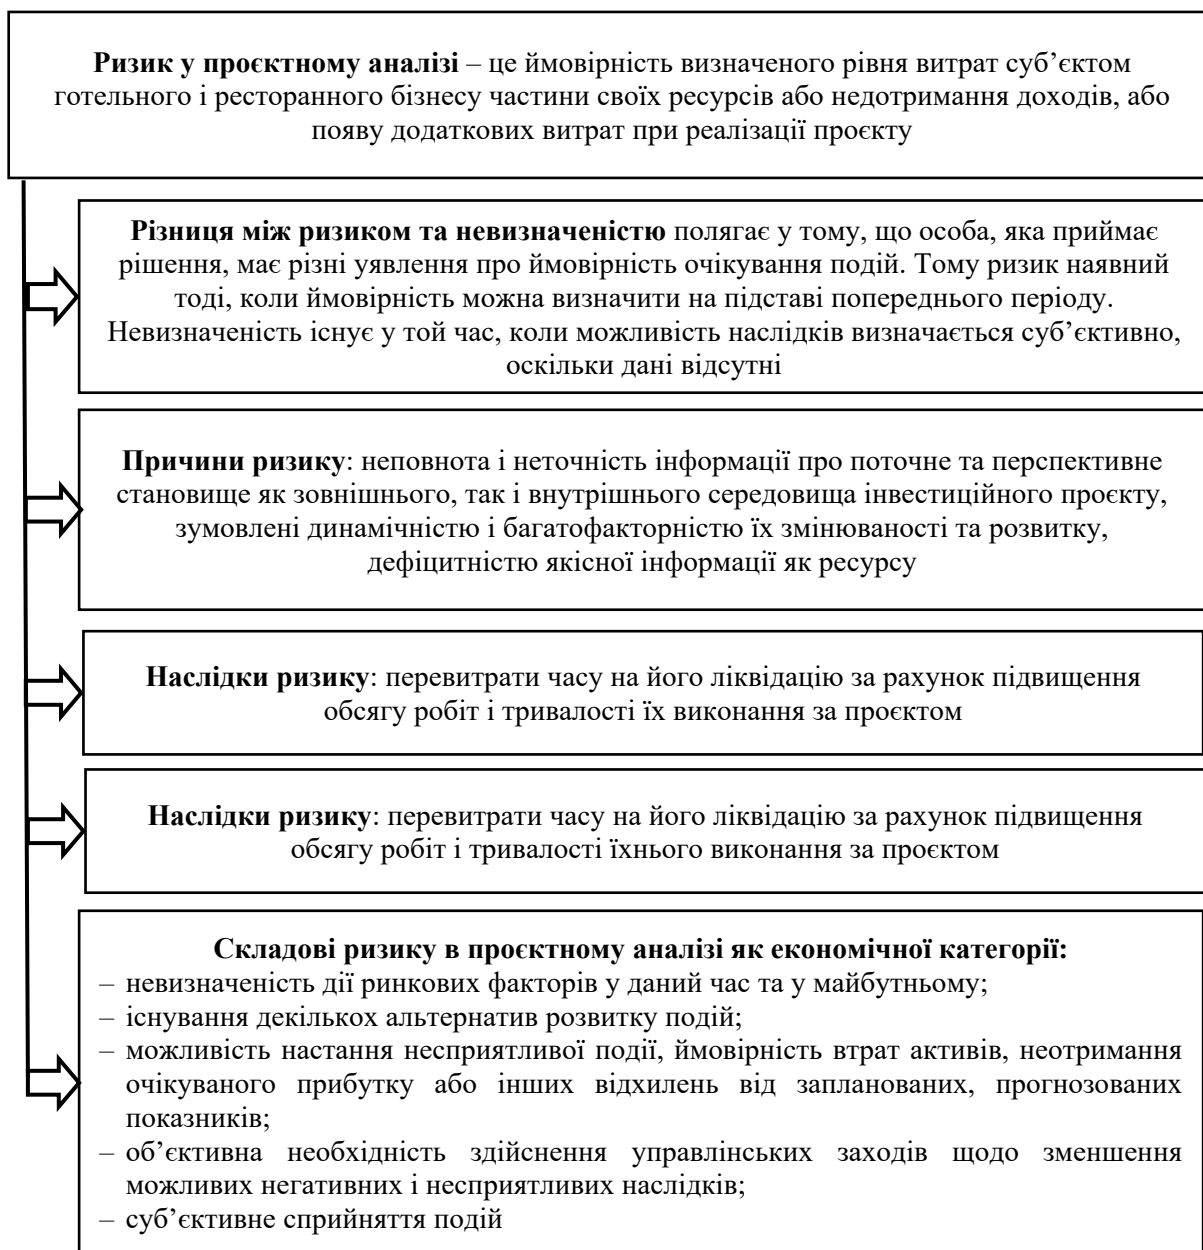 Ризик у проєктному аналізі – це ймовірність визначеного рівня витрат суб’єктом
готельного і ресторанного бізнесу частини своїх ресурсів або недотримання доходів, або
появу додаткових витрат при реалізації проєкту
Різниця між ризиком та невизначеністю полягає у тому, що особа, яка приймає
рішення, має різні уявлення про ймовірність очікування подій. Тому ризик наявний
тоді, коли ймовірність можна визначити на підставі попереднього періоду.
Невизначеність існує у той час, коли можливість наслідків визначається суб’єктивно,
оскільки дані відсутні
Причини ризику: неповнота і неточність інформації про поточне та перспективне
становище як зовнішнього, так і внутрішнього середовища інвестиційного проєкту,
зумовлені динамічністю і багатофакторністю їх змінюваності та розвитку,
дефіцитністю якісної інформації як ресурсу
Наслідки ризику: перевитрати часу на його ліквідацію за рахунок підвищення
обсягу робіт і тривалості їх виконання за проєктом
Наслідки ризику: перевитрати часу на його ліквідацію за рахунок підвищення
обсягу робіт і тривалості їхнього виконання за проєктом
Складові ризику в проєктному аналізі як економічної категорії:
– невизначеність дії ринкових факторів у даний час та у майбутньому;
– існування декількох альтернатив розвитку подій;
– можливість настання несприятливої події, ймовірність втрат активів, неотримання
очікуваного прибутку або інших відхилень від запланованих, прогнозованих
показників;
– об’єктивна необхідність здійснення управлінських заходів щодо зменшення
можливих негативних і несприятливих наслідків;
– суб’єктивне сприйняття подій